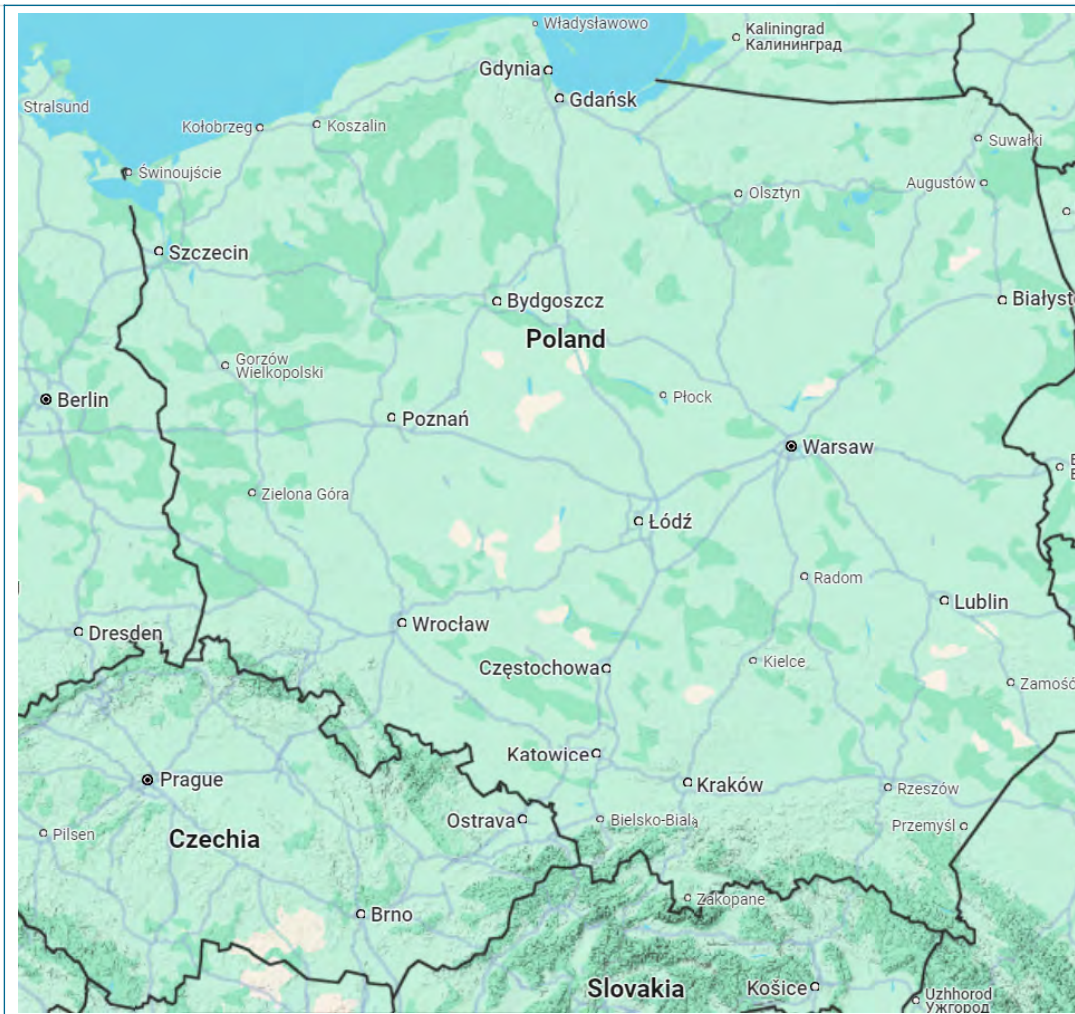 Władysławowo
Kaliningrad
Калининград
Gdynia
Gdańsk
Stralsund
Kołobrzeg
Koszalin
Suwałki
Świnoujście
Augustów
Olsztyn
Szczecin
Bydgoszcz
Białysto
Poland
Gorzów
Wielkopolski
Berlin
Płock
Poznań
Warsaw
Zielona Góra
Łódź
Radom
Lublin
Wrocław
Dresden
Kielce
Częstochowa
Zamość
Katowice
Prague
Kraków
Rzeszów
Ostrava
Bielsko-Biała
Przemyśl
Pilsen
Czechia
Zakopane
Brno
Slovakia
Košice
Uzhhorod
Ужгород